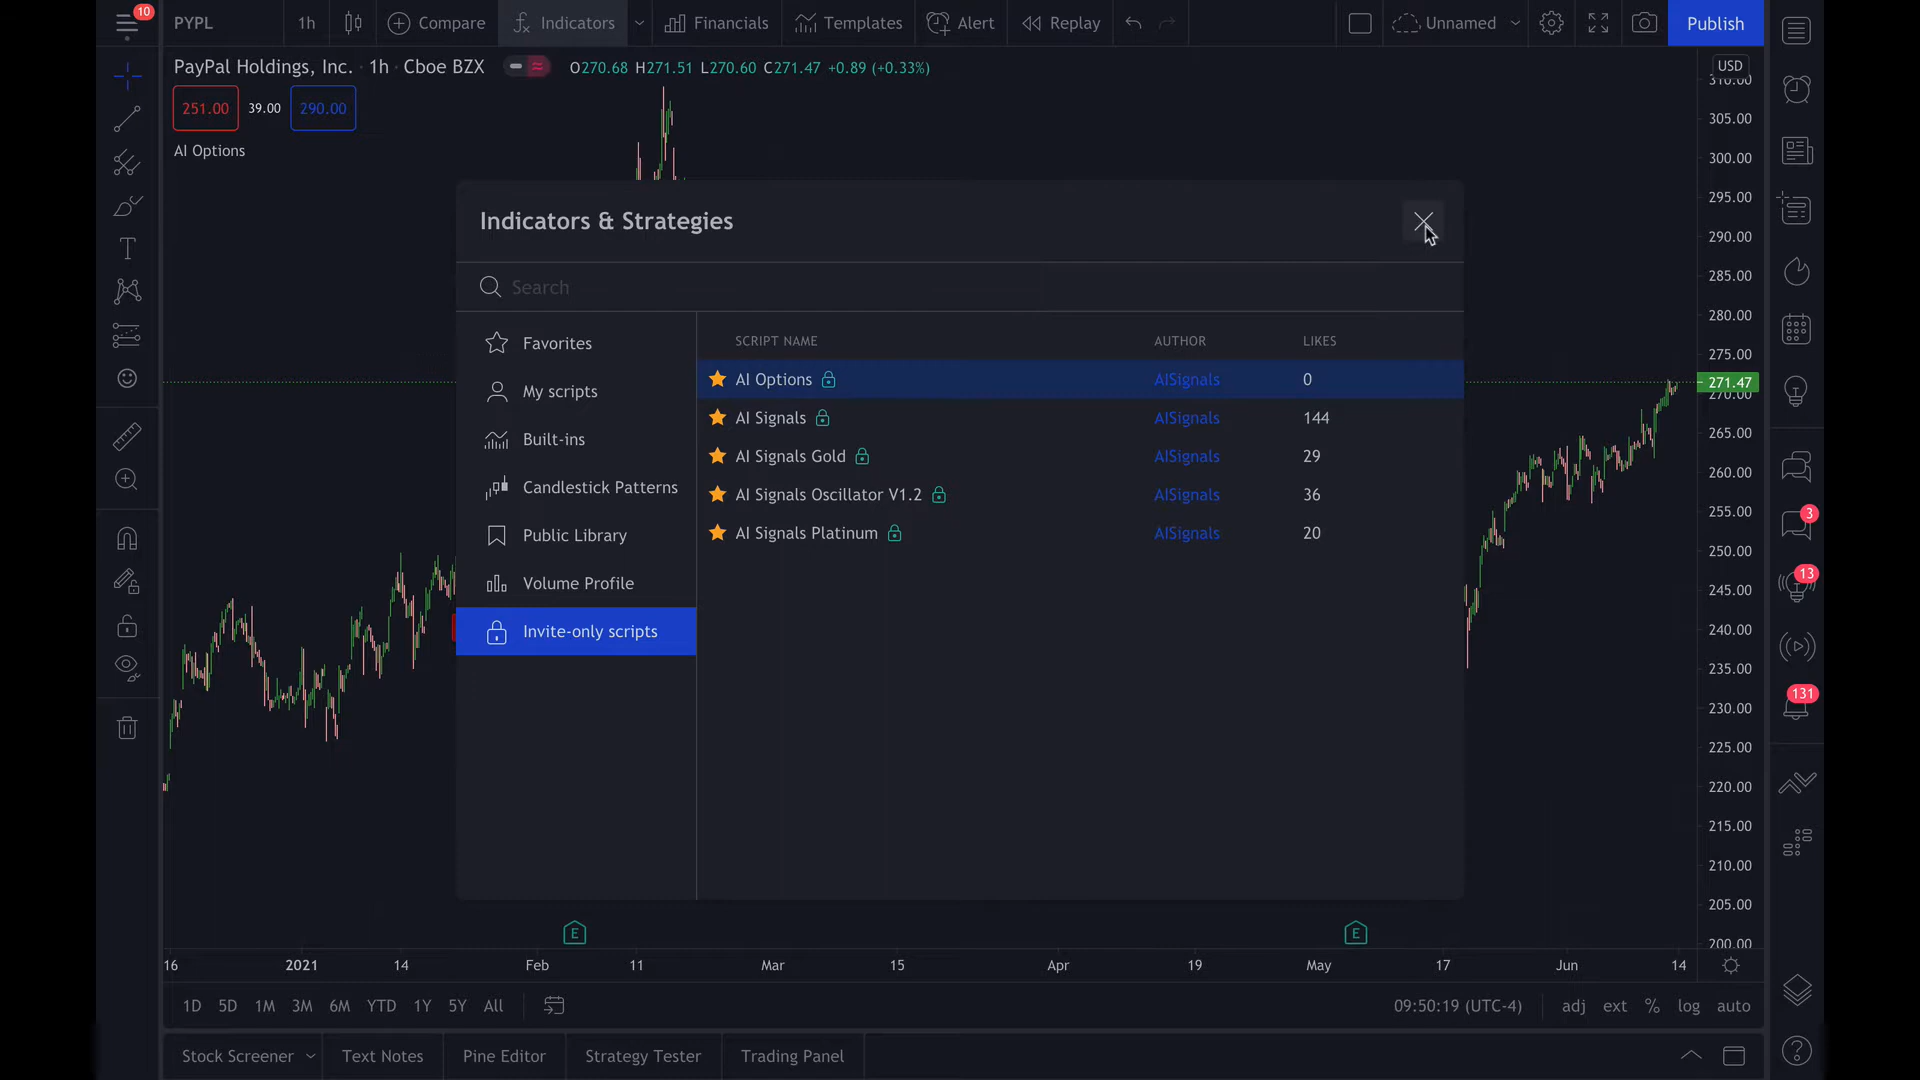 10
PYPL 1h Compare Indicators Financials Templates Alert Replay Unnamed Publish
PayPal Holdings, Inc. · 1h · Cboe BZX O270.68 H271.51 L270.60 C271.47 +0.89 (+0.33%)
251.00 39.00 290.00
AI Options
Indicators & Strategies
Search
Favorites
My scripts
Built-ins
Candlestick Patterns
Public Library
Volume Profile
Invite-only scripts
SCRIPT NAME AUTHOR LIKES
AI Options AISignals 0
AI Signals AISignals 144
AI Signals Gold AISignals 29
AI Signals Oscillator V1.2 AISignals 36
AI Signals Platinum AISignals 20
USD
310.00
305.00
300.00
295.00
290.00
285.00
280.00
275.00
271.47
270.00
265.00
260.00
255.00
250.00
245.00
240.00
235.00
230.00
225.00
220.00
215.00
210.00
205.00
200.00
3
13
131
E E
16 2021 14 Feb 11 Mar 15 Apr 19 May 17 Jun 14
1D 5D 1M 3M 6M YTD 1Y 5Y All 09:50:19 (UTC-4) adj ext % log auto
Stock Screener Text Notes Pine Editor Strategy Tester Trading Panel